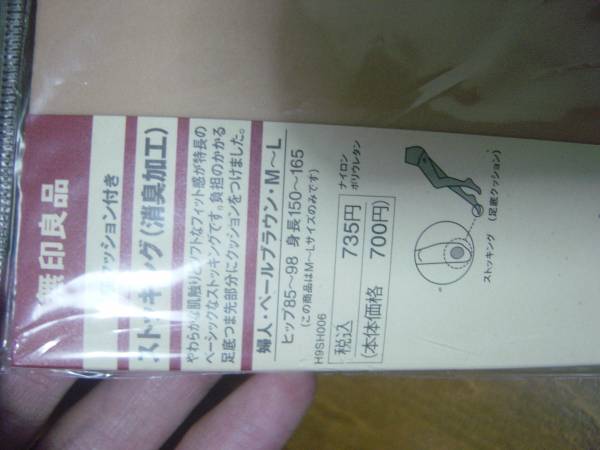 無印良品
クッション付き
ストッキング(消臭加工)
やわらかな肌触りとソフトなフィット感が特長の
ベーシックなストッキングです。負担のかかる
足底つま先部分にクッションをつけました。
婦人・ペールブラウン・M〜L
ヒップ85〜98 身長150〜165
(この商品はM〜Lサイズのみです)
H9SH006
税込 735円
(本体価格 700円)
ナイロン
ポリウレタン
(足底クッション)
ストッキング